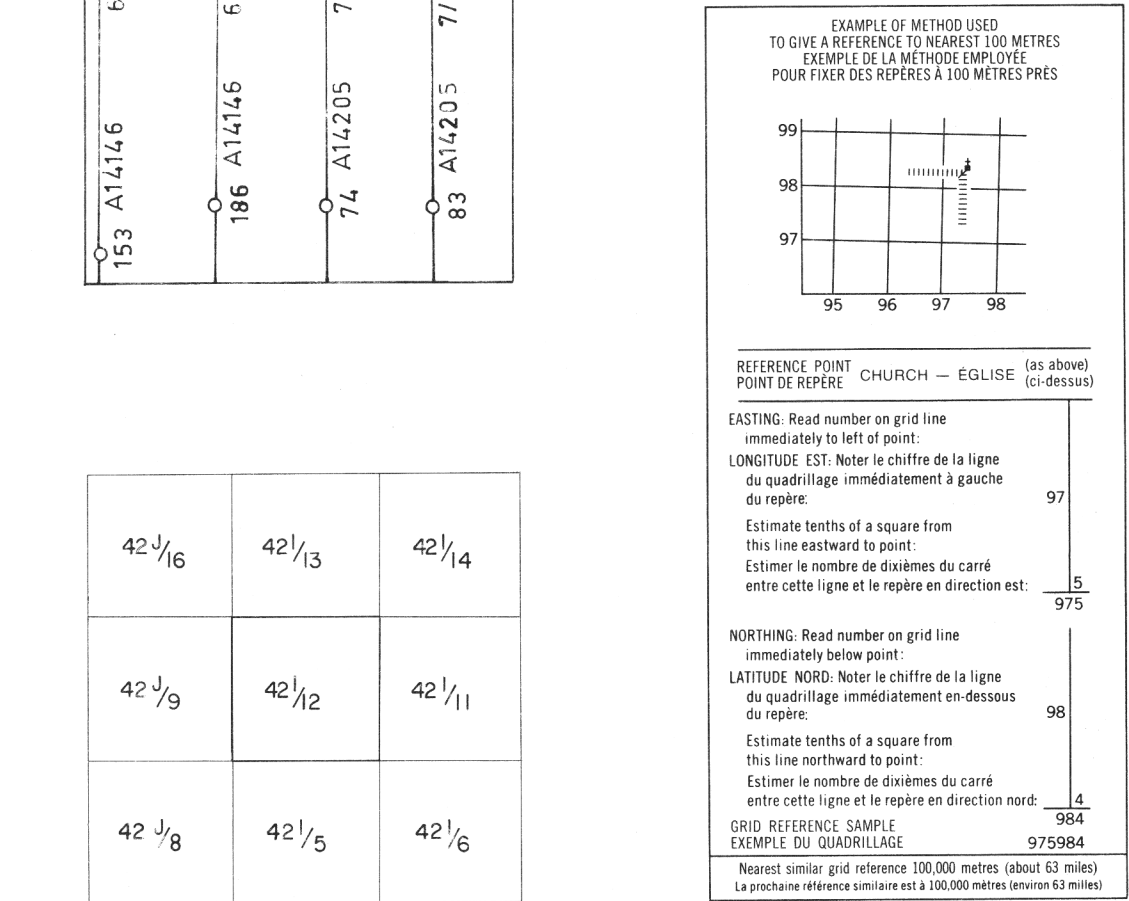 6
6
7
7/
153 A14146
186 A14146
74 A14205
83 A14205
42 J/16
42 I/13
42 I/14
42 J/9
42 I/12
42 I/11
42 J/8
42 I/5
42 I/6
EXAMPLE OF METHOD USED
TO GIVE A REFERENCE TO NEAREST 100 METRES
EXEMPLE DE LA MÉTHODE EMPLOYÉE
POUR FIXER DES REPÈRES À 100 MÈTRES PRÈS
99
98
97
95 96 97 98
REFERENCE POINT
POINT DE REPÈRE
CHURCH — ÉGLISE
(as above)
(ci-dessus)
EASTING: Read number on grid line
immediately to left of point:
LONGITUDE EST: Noter le chiffre de la ligne
du quadrillage immédiatement à gauche
du repère: 97
Estimate tenths of a square from
this line eastward to point:
Estimer le nombre de dixièmes du carré
entre cette ligne et le repère en direction est: 5
975
NORTHING: Read number on grid line
immediately below point:
LATITUDE NORD: Noter le chiffre de la ligne
du quadrillage immédiatement en-dessous
du repère: 98
Estimate tenths of a square from
this line northward to point:
Estimer le nombre de dixièmes du carré
entre cette ligne et le repère en direction nord: 4
984
GRID REFERENCE SAMPLE
EXEMPLE DU QUADRILLAGE 975984
Nearest similar grid reference 100,000 metres (about 63 miles)
La prochaine référence similaire est à 100,000 mètres (environ 63 milles)